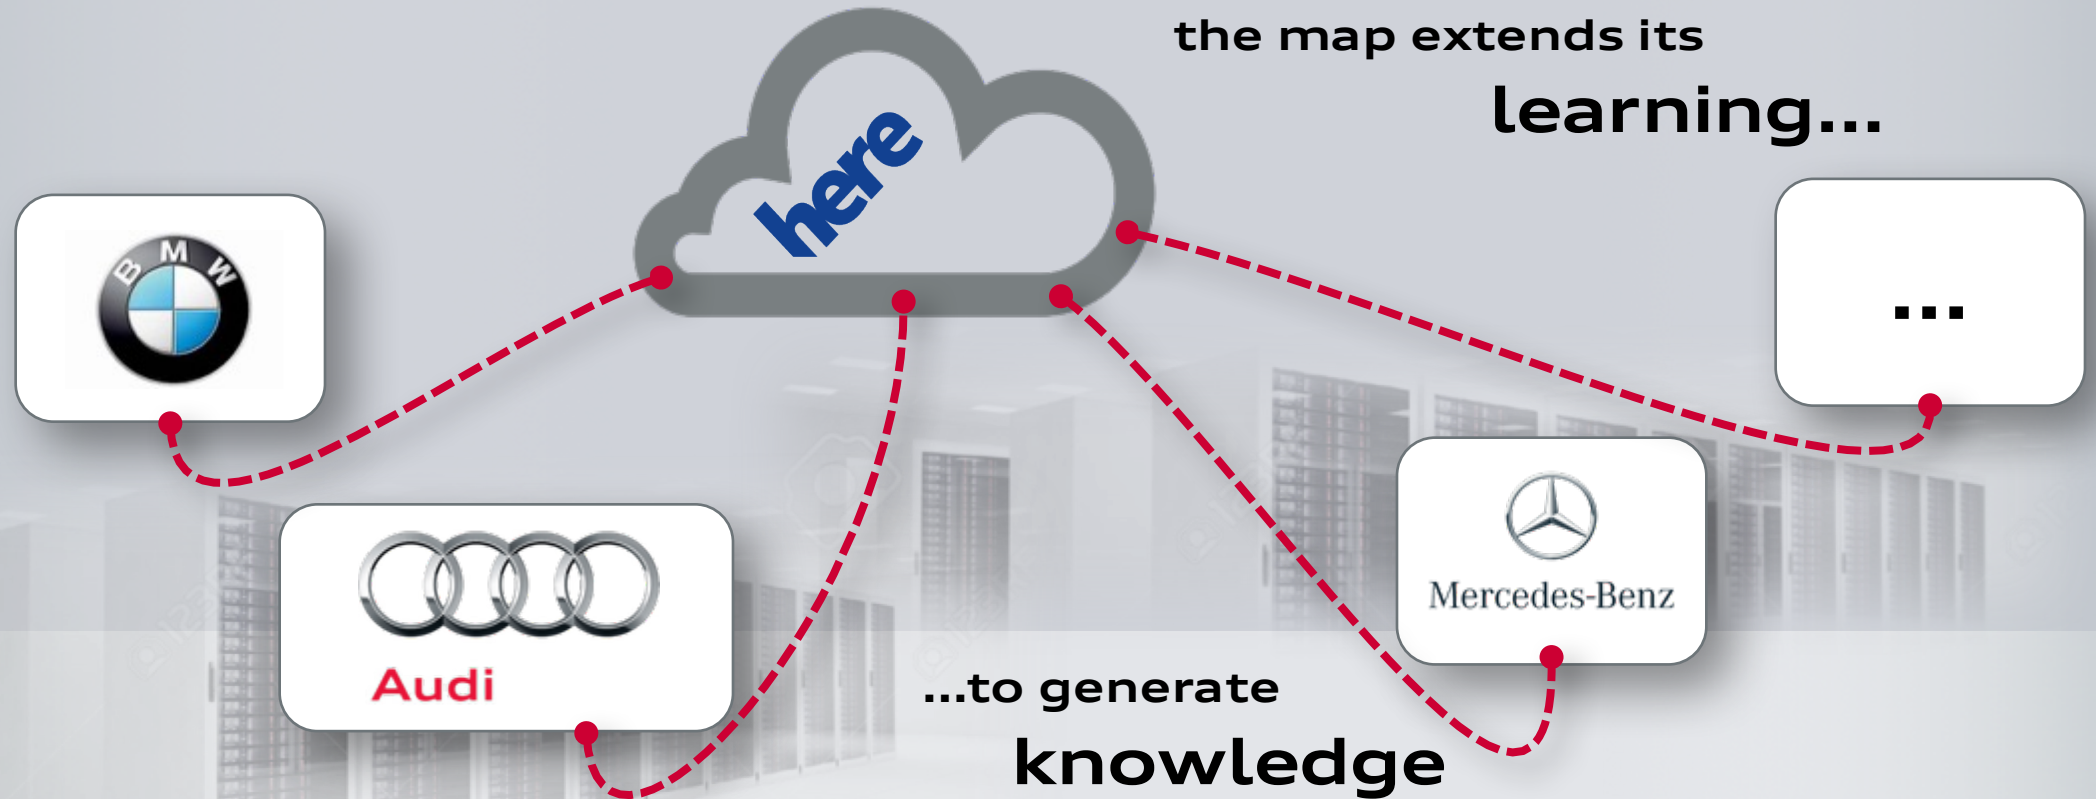 the map extends its
learning...
here
BMW
...
Mercedes-Benz
Audi
...to generate
knowledge